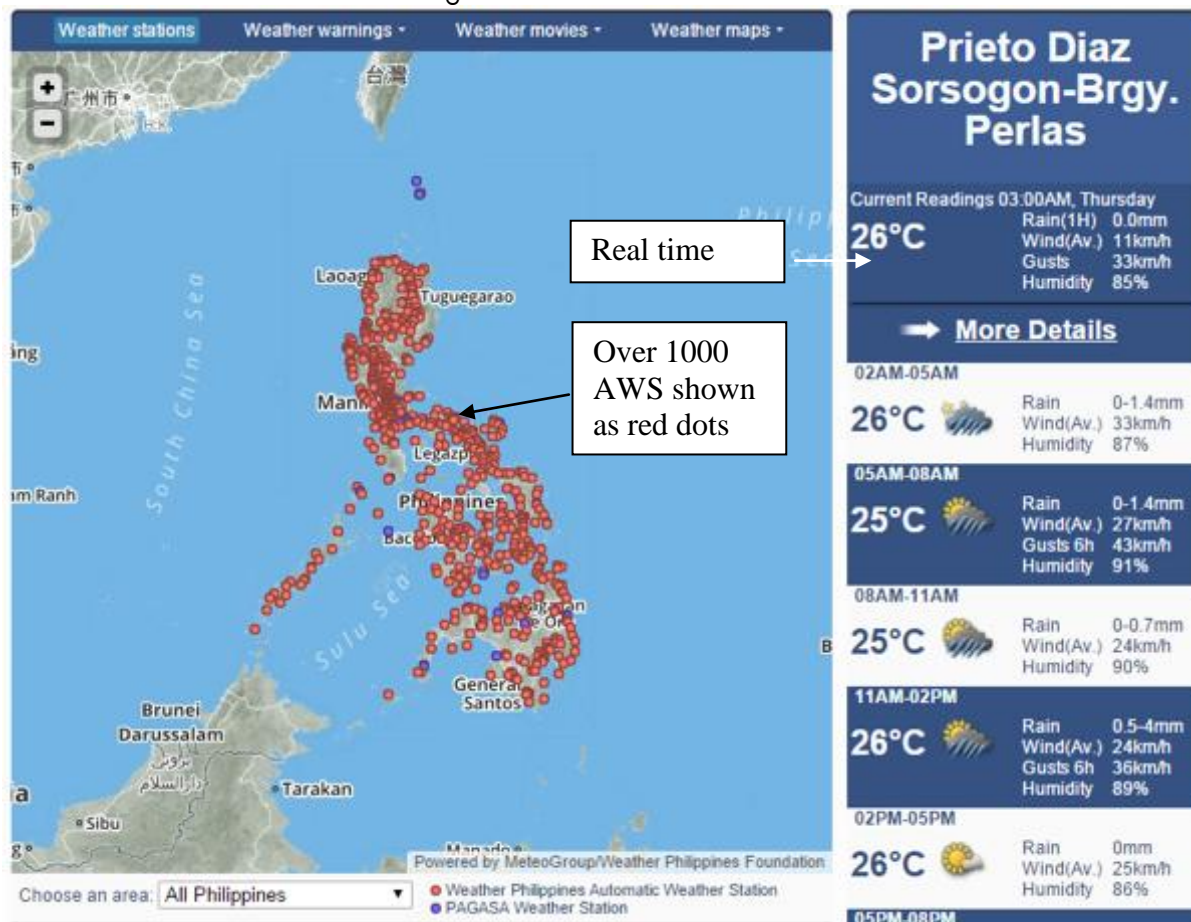 Weather stations
Weather warnings
Weather movies
Weather maps
+
-
广州市
台灣
South China Sea
Laoag
Tuguegarao
Legazp
Philippines
Sulu Sea
General
Santos
am Ranh
Brunei
Darussalam
بروني
دارالسلام
Tarakan
Sibu
Manado
Powered by MeteoGroup/Weather Philippines Foundation
Choose an area: All Philippines
Weather Philippines Automatic Weather Station
PAGASA Weather Station
Real time
Over 1000
AWS shown
as red dots
Prieto Diaz
Sorsogon-Brgy.
Perlas
Current Readings 03:00AM, Thursday
26°C
Rain(1H) 0.0mm
Wind(Av.) 11km/h
Gusts 33km/h
Humidity 85%
More Details
02AM-05AM
26°C
Rain 0-1.4mm
Wind(Av.) 33km/h
Humidity 87%
05AM-08AM
25°C
Rain 0-1.4mm
Wind(Av.) 27km/h
Gusts 6h 43km/h
Humidity 91%
08AM-11AM
25°C
Rain 0-0.7mm
Wind(Av.) 24km/h
Humidity 90%
11AM-02PM
26°C
Rain 0.5-4mm
Wind(Av.) 24km/h
Gusts 6h 36km/h
Humidity 89%
02PM-05PM
26°C
Rain 0mm
Wind(Av.) 25km/h
Humidity 86%
05PM-08PM